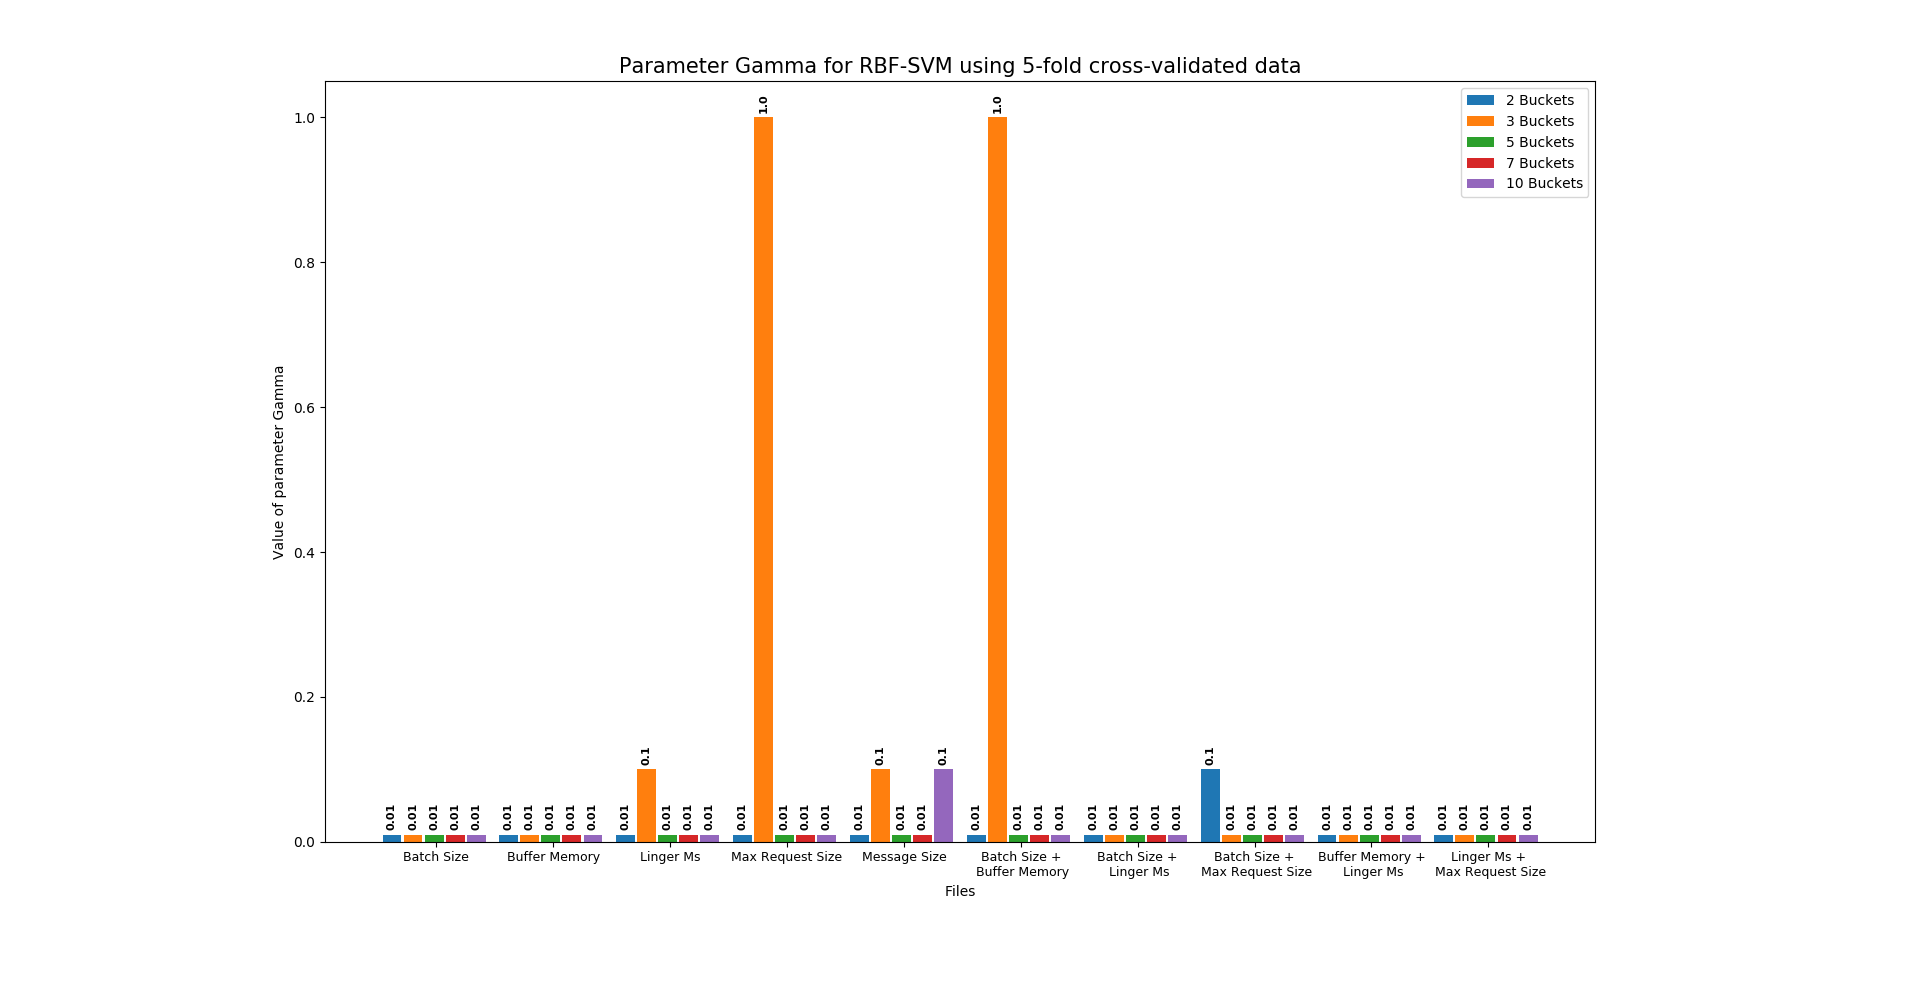 Parameter Gamma for RBF-SVM using 5-fold cross-validated data
2 Buckets
3 Buckets
5 Buckets
7 Buckets
10 Buckets
Value of parameter Gamma
1.0
0.8
0.6
0.4
0.2
0.0
0.01 0.01 0.01 0.01 0.01
0.01 0.01 0.01 0.01 0.01
0.01 0.1 0.01 0.01 0.01
0.01 1.0 0.01 0.01 0.01
0.01 0.1 0.01 0.01 0.1
0.01 1.0 0.01 0.01 0.01
0.01 0.01 0.01 0.01 0.01
0.1 0.01 0.01 0.01 0.01
0.01 0.01 0.01 0.01 0.01
0.01 0.01 0.01 0.01 0.01
Batch Size
Buffer Memory
Linger Ms
Max Request Size
Message Size
Batch Size +
Buffer Memory
Batch Size +
Linger Ms
Batch Size +
Max Request Size
Buffer Memory +
Linger Ms
Linger Ms +
Max Request Size
Files